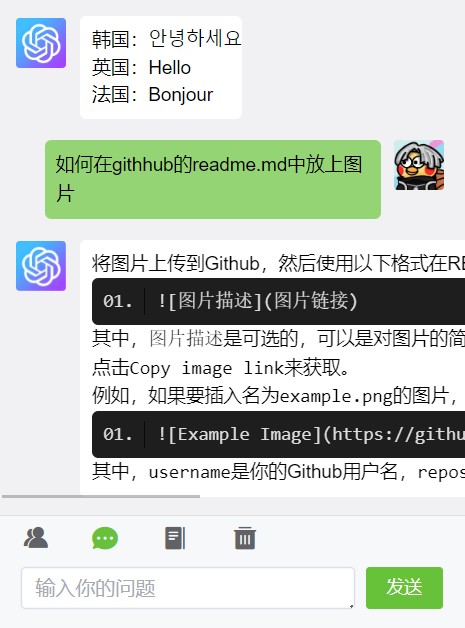 韩国：안녕하세요
英国：Hello
法国：Bonjour
如何在githhub的readme.md中放上图
片
将图片上传到Github，然后使用以下格式在RE
01. ![图片描述](图片链接)
其中，图片描述是可选的，可以是对图片的简
点击Copy image link来获取。
例如，如果要插入名为example.png的图片，
01. ![Example Image](https://githu
其中，username是你的Github用户名，repos
输入你的问题
发送